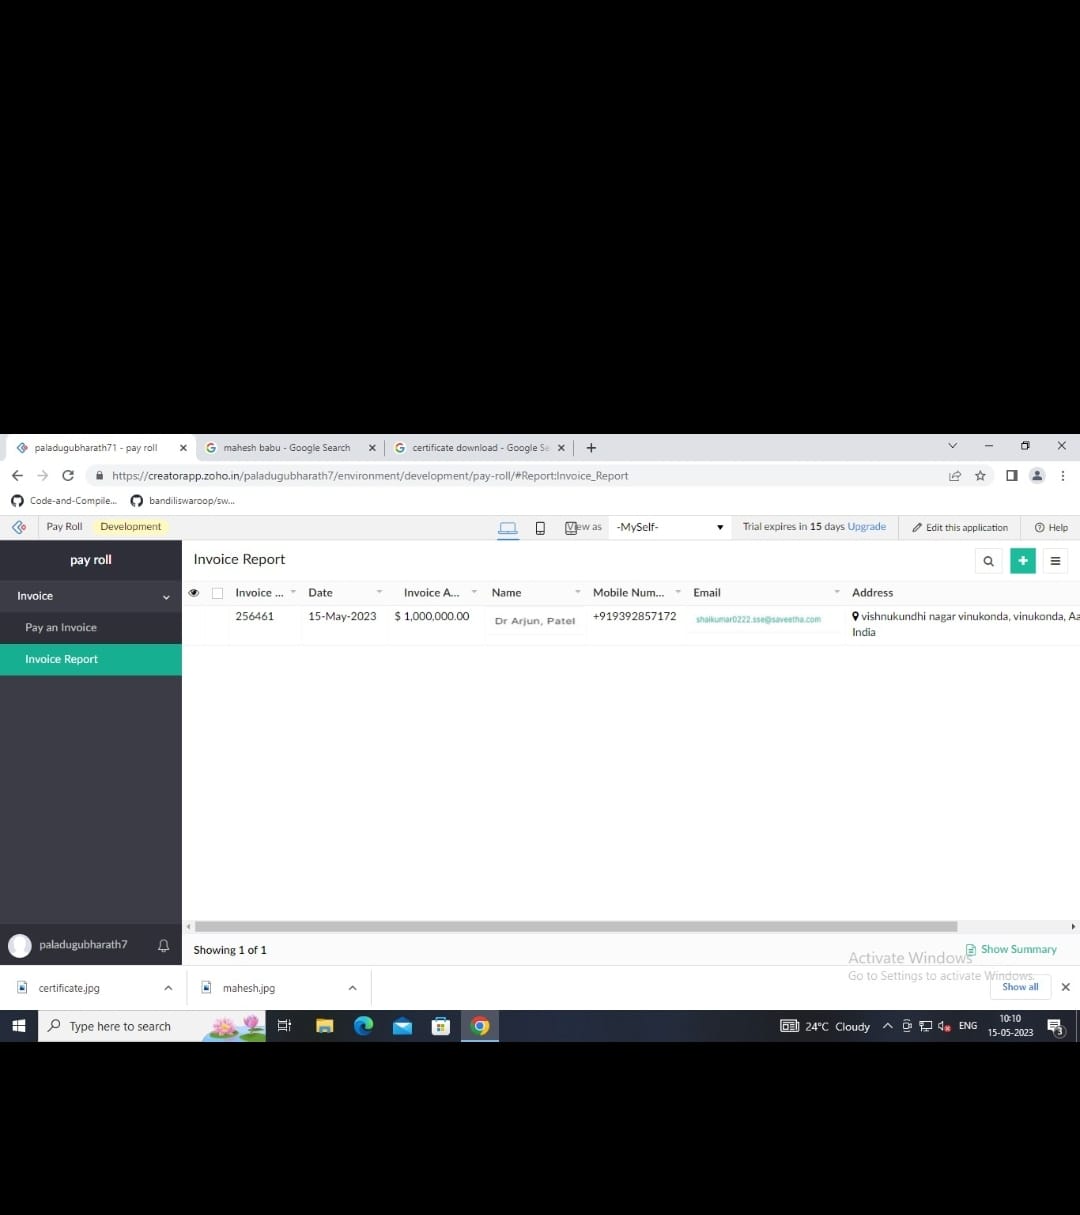 paladugubharath71 - pay roll
mahesh babu - Google Search
certificate download - Google Se
https://creatorapp.zoho.in/paladugubharath7/environment/development/pay-roll/#Report:Invoice_Report
Code-and-Compile...
bandiliswaroop/sw...
Pay Roll
Development
View as
-MySelf-
Trial expires in 15 days Upgrade
Edit this application
Help
pay roll
Invoice
Pay an Invoice
Invoice Report
paladugubharath7
Invoice Report
Invoice ... Date Invoice A... Name Mobile Num... Email Address
256461 15-May-2023 $ 1,000,000.00 Dr Arjun, Patel +919392857172 shaikumar0222.sse@saveetha.com vishnukundhi nagar vinukonda, vinukonda, Aa
India
Showing 1 of 1
Show Summary
Activate Windows
Go to Settings to activate Windows.
certificate.jpg
mahesh.jpg
Show all
Type here to search
24°C Cloudy
ENG
10:10
15-05-2023
3